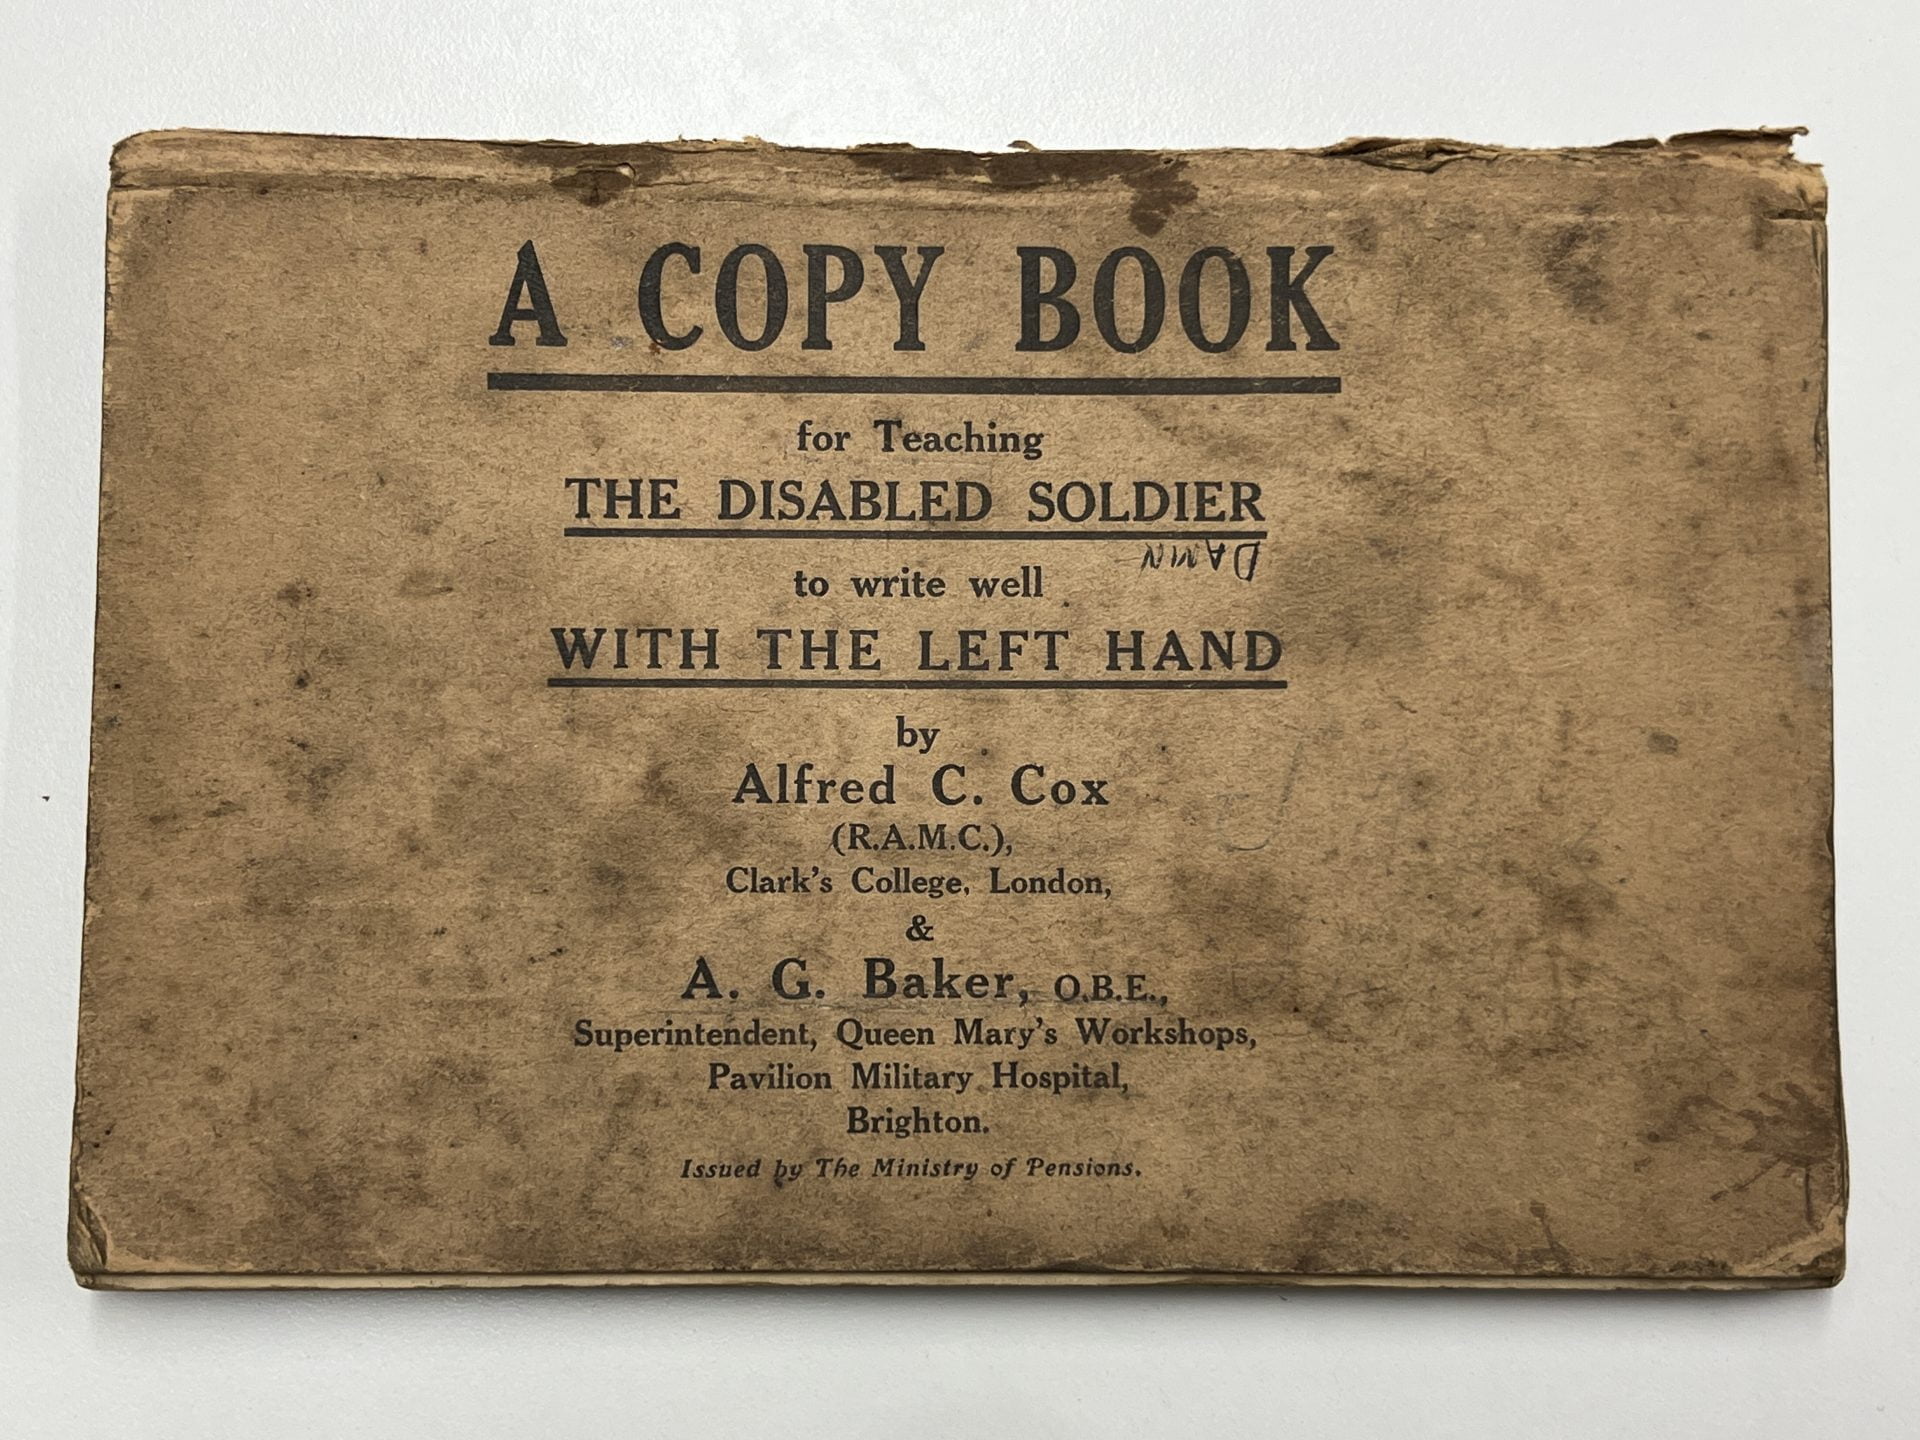 A COPY BOOK
for Teaching
THE DISABLED SOLDIER
DAMN
to write well
WITH THE LEFT HAND
by
Alfred C. Cox
(R.A.M.C.),
Clark's College, London,
&
A. G. Baker, O.B.E.,
Superintendent, Queen Mary's Workshops,
Pavilion Military Hospital,
Brighton.
Issued by The Ministry of Pensions.